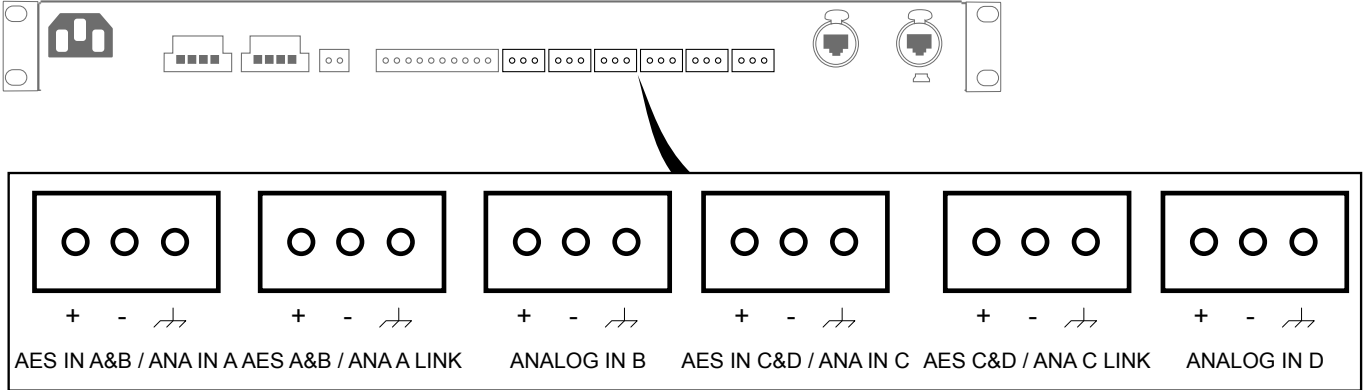 + - + - + - + - + - + -
AES IN A&B / ANA IN A AES A&B / ANA A LINK ANALOG IN B AES IN C&D / ANA IN C AES C&D / ANA C LINK ANALOG IN D